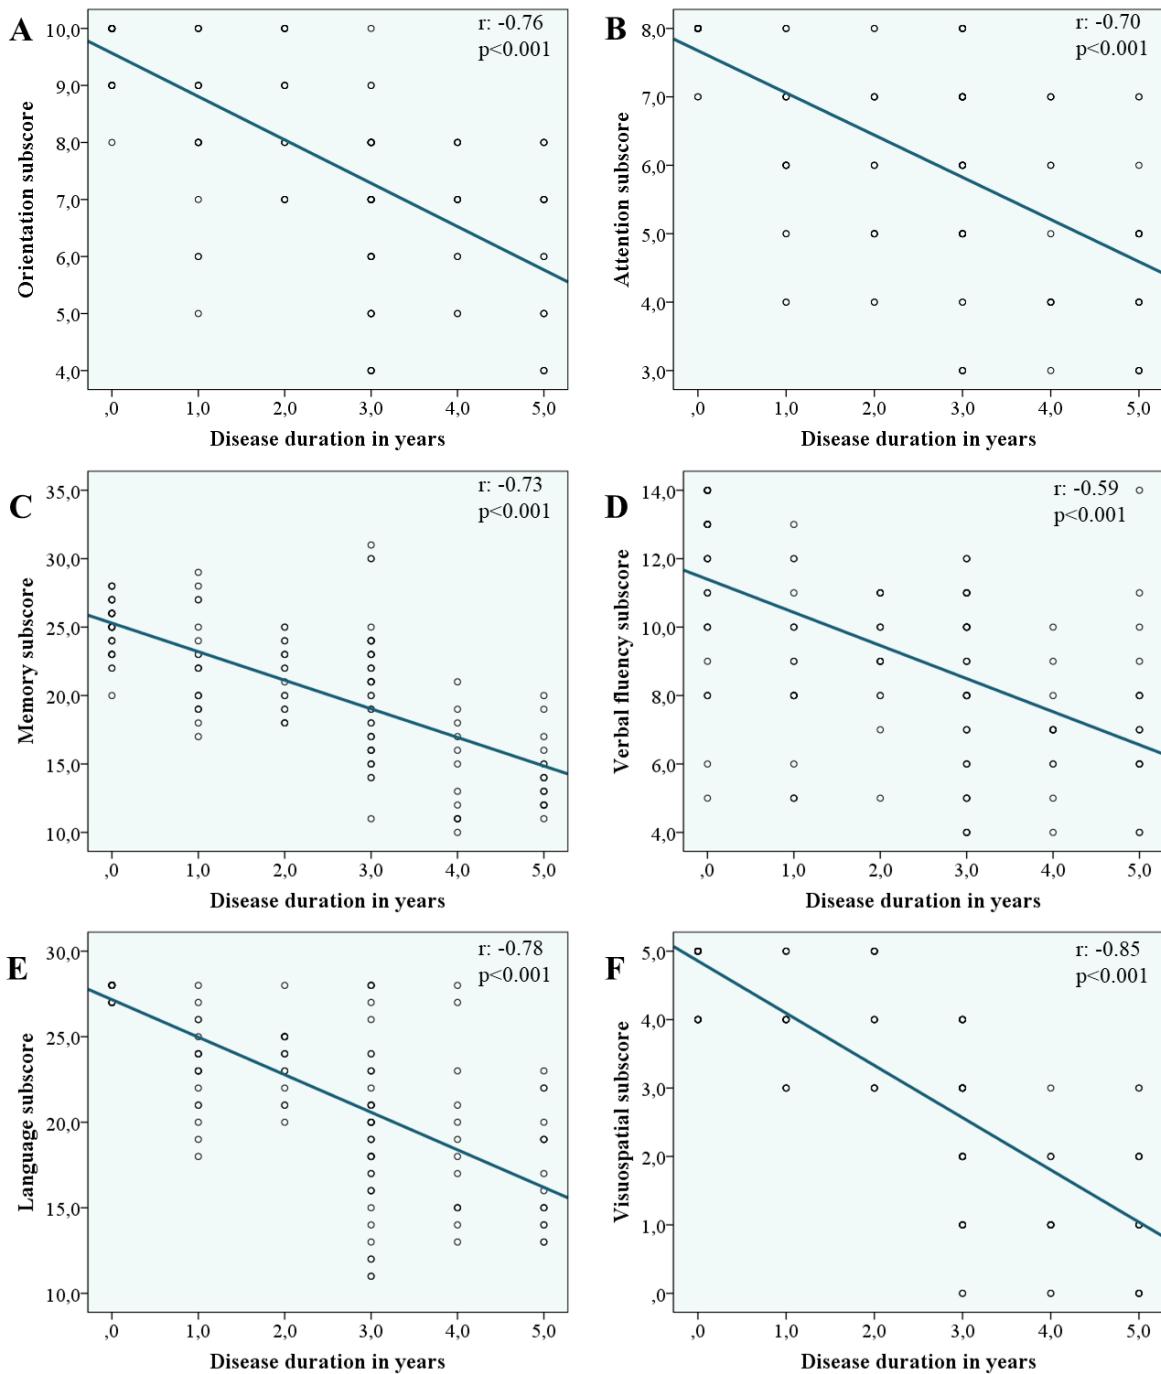 A
r: -0.76
p<0.001
Orientation subscore
10,0
9,0
8,0
7,0
6,0
5,0
4,0
,0 1,0 2,0 3,0 4,0 5,0
Disease duration in years
B
r: -0.70
p<0.001
Attention subscore
8,0
7,0
6,0
5,0
4,0
3,0
,0 1,0 2,0 3,0 4,0 5,0
Disease duration in years
C
r: -0.73
p<0.001
Memory subscore
35,0
30,0
25,0
20,0
15,0
10,0
,0 1,0 2,0 3,0 4,0 5,0
Disease duration in years
D
r: -0.59
p<0.001
Verbal fluency subscore
14,0
12,0
10,0
8,0
6,0
4,0
,0 1,0 2,0 3,0 4,0 5,0
Disease duration in years
E
r: -0.78
p<0.001
Language subscore
30,0
25,0
20,0
15,0
10,0
,0 1,0 2,0 3,0 4,0 5,0
Disease duration in years
F
r: -0.85
p<0.001
Visuospatial subscore
5,0
4,0
3,0
2,0
1,0
,0
,0 1,0 2,0 3,0 4,0 5,0
Disease duration in years